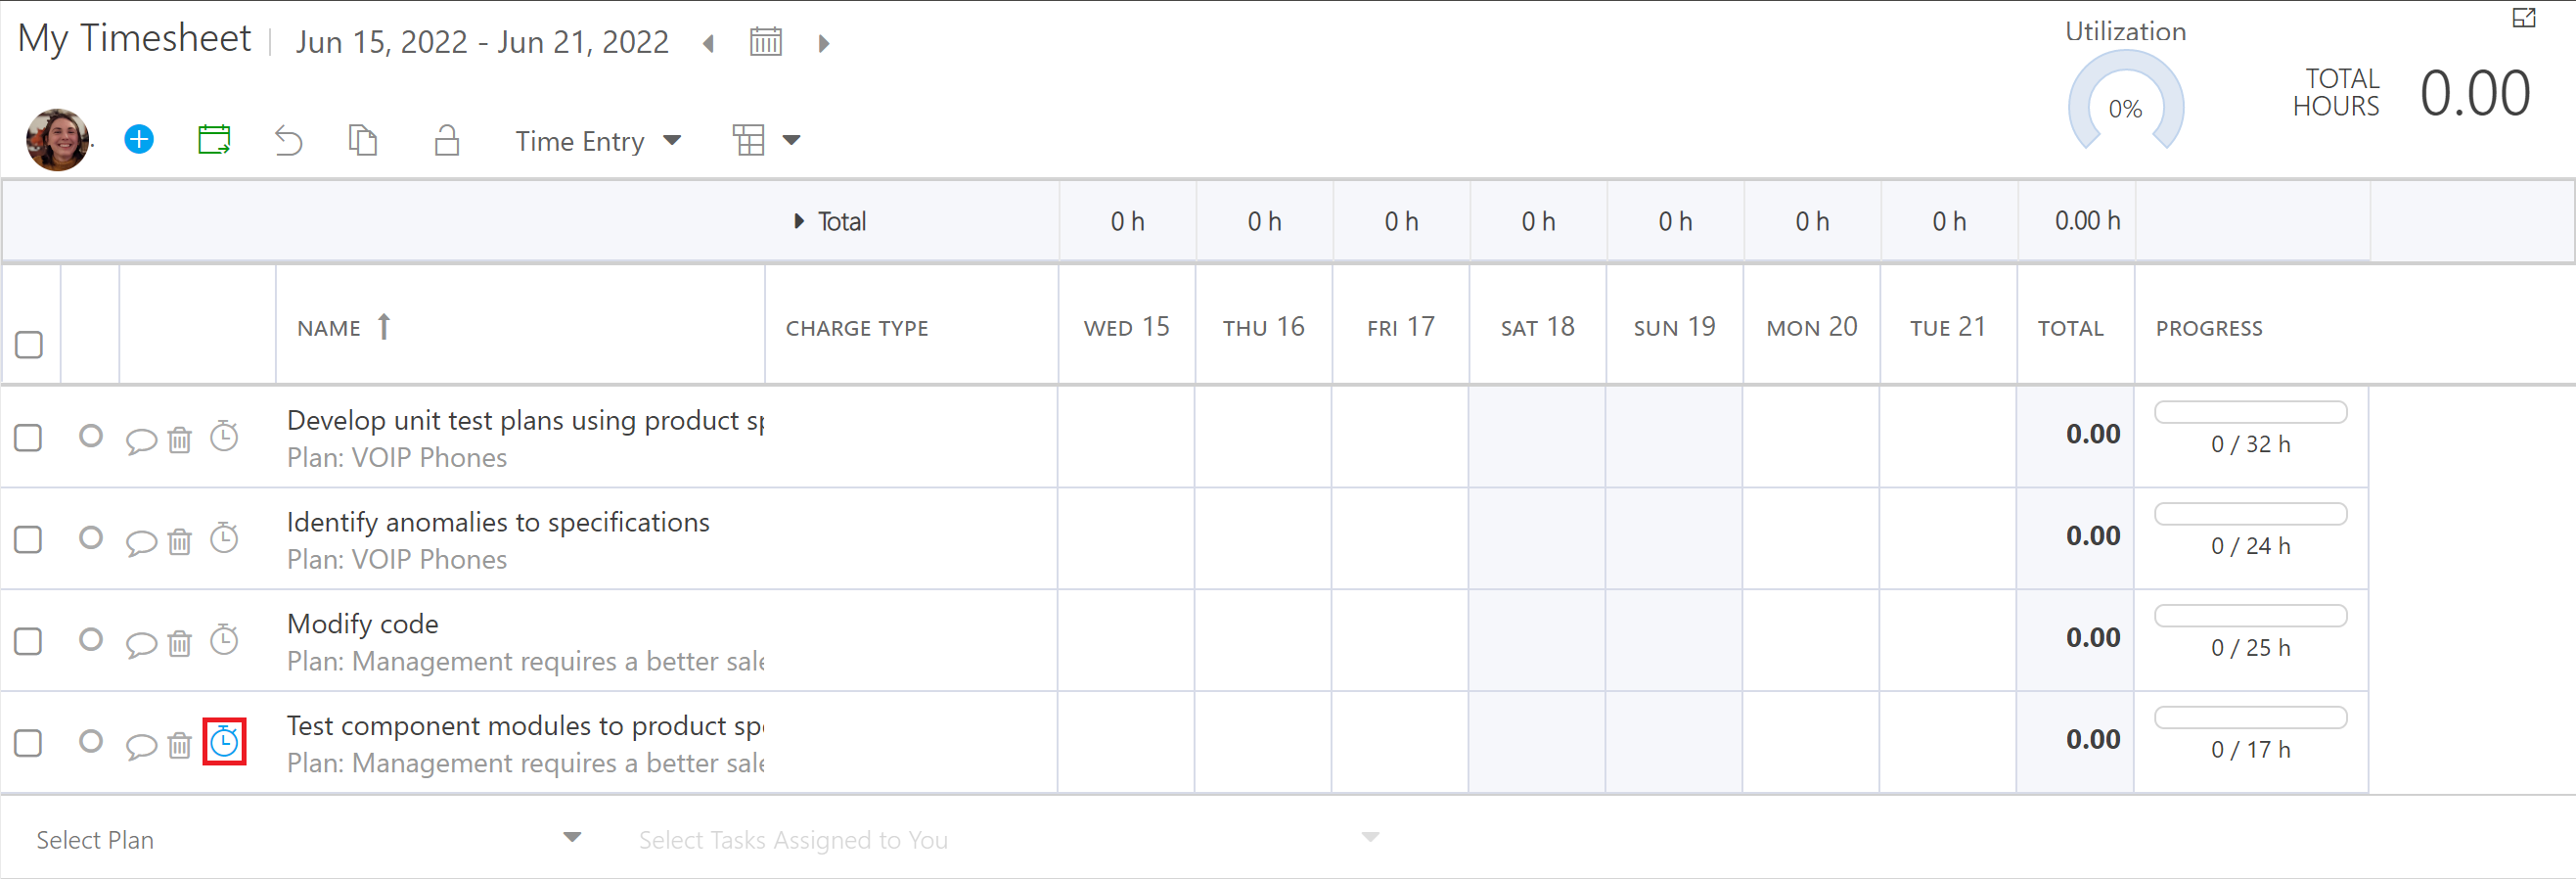 My Timesheet
Jun 15, 2022 - Jun 21, 2022
Utilization
0%
TOTAL
HOURS
0.00
Time Entry
Total 0 h 0 h 0 h 0 h 0 h 0 h 0 h 0.00 h
NAME CHARGE TYPE WED 15 THU 16 FRI 17 SAT 18 SUN 19 MON 20 TUE 21 TOTAL PROGRESS
Develop unit test plans using product sp
Plan: VOIP Phones
0.00
0 / 32 h
Identify anomalies to specifications
Plan: VOIP Phones
0.00
0 / 24 h
Modify code
Plan: Management requires a better sale
0.00
0 / 25 h
Test component modules to product spe
Plan: Management requires a better sale
0.00
0 / 17 h
Select Plan
Select Tasks Assigned to You